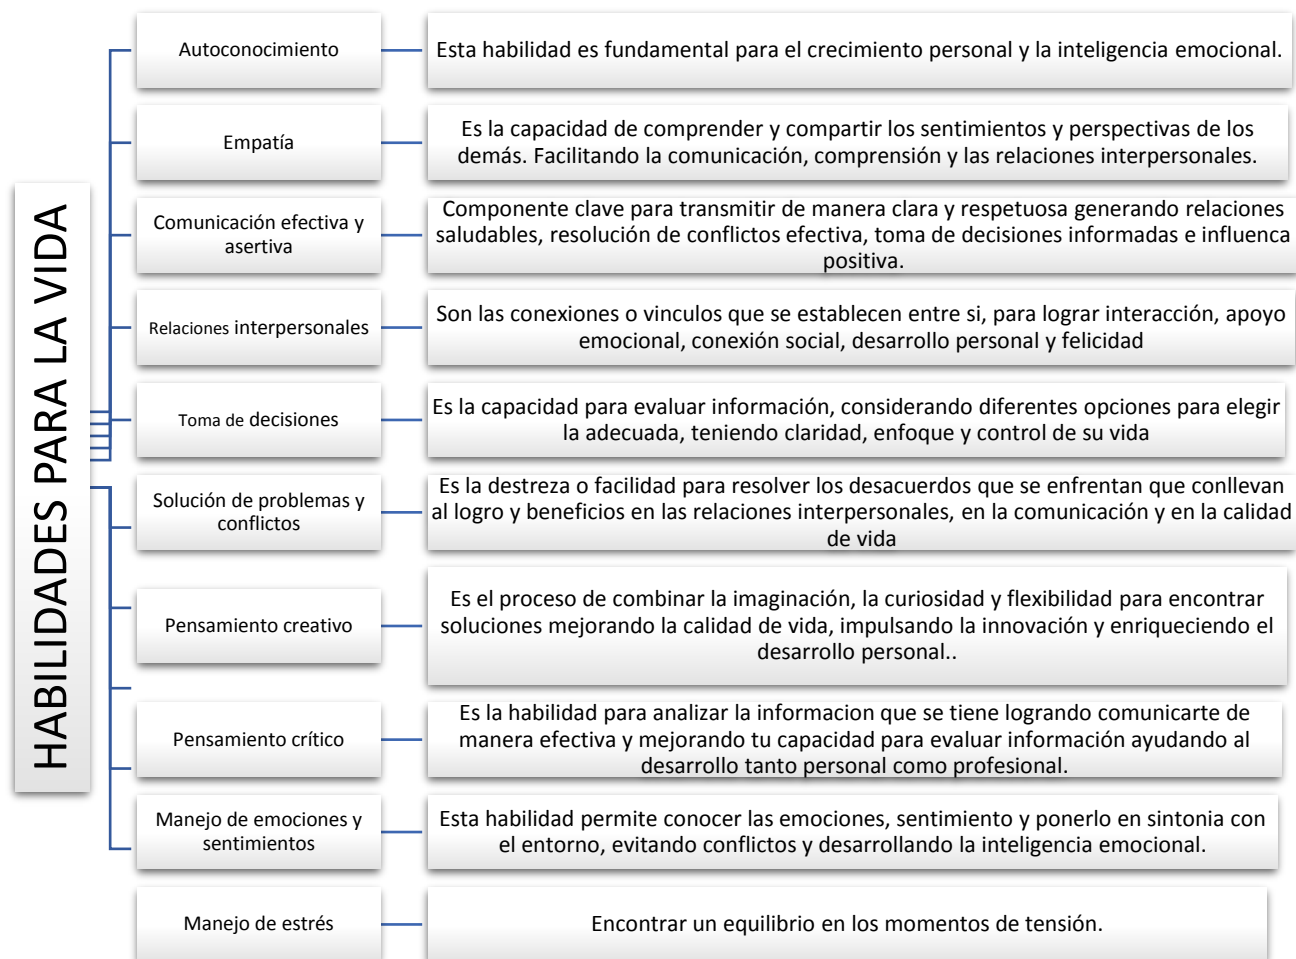 HABILIDADES PARA LA VIDA
Autoconocimiento
Esta habilidad es fundamental para el crecimiento personal y la inteligencia emocional.
Empatía
Es la capacidad de comprender y compartir los sentimientos y perspectivas de los
demás. Facilitando la comunicación, comprensión y las relaciones interpersonales.
Comunicación efectiva y
asertiva
Componente clave para transmitir de manera clara y respetuosa generando relaciones
saludables, resolución de conflictos efectiva, toma de decisiones informadas e influenca
positiva.
Relaciones interpersonales
Son las conexiones o vinculos que se establecen entre si, para lograr interacción, apoyo
emocional, conexión social, desarrollo personal y felicidad
Toma de decisiones
Es la capacidad para evaluar información, considerando diferentes opciones para elegir
la adecuada, teniendo claridad, enfoque y control de su vida
Solución de problemas y
conflictos
Es la destreza o facilidad para resolver los desacuerdos que se enfrentan que conllevan
al logro y beneficios en las relaciones interpersonales, en la comunicación y en la calidad
de vida
Pensamiento creativo
Es el proceso de combinar la imaginación, la curiosidad y flexibilidad para encontrar
soluciones mejorando la calidad de vida, impulsando la innovación y enriqueciendo el
desarrollo personal..
Pensamiento crítico
Es la habilidad para analizar la informacion que se tiene logrando comunicarte de
manera efectiva y mejorando tu capacidad para evaluar información ayudando al
desarrollo tanto personal como profesional.
Manejo de emociones y
sentimientos
Esta habilidad permite conocer las emociones, sentimiento y ponerlo en sintonia con
el entorno, evitando conflictos y desarrollando la inteligencia emocional.
Manejo de estrés
Encontrar un equilibrio en los momentos de tensión.